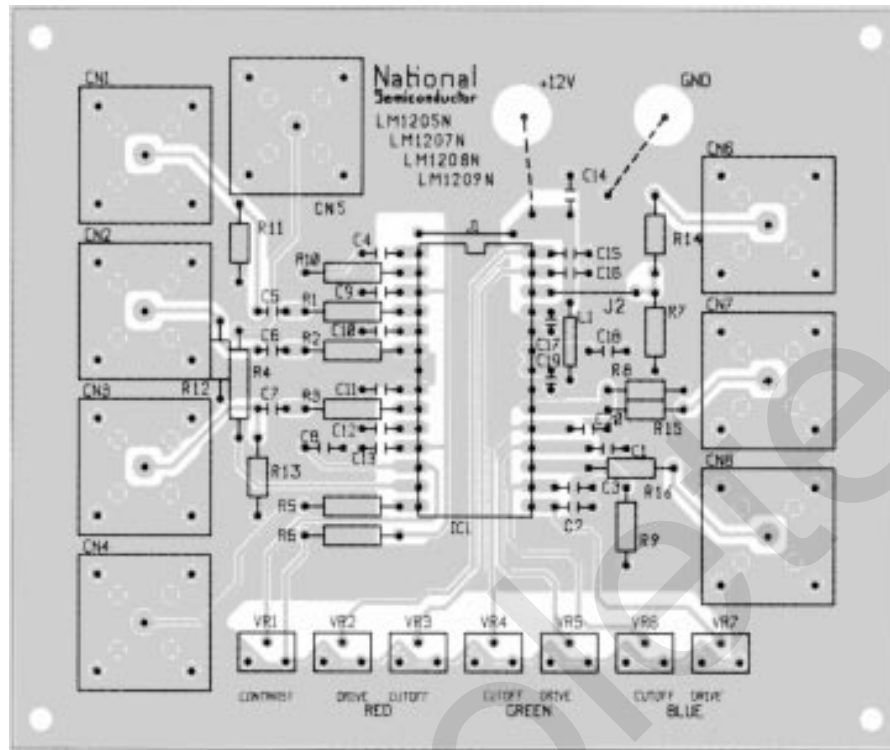 CN1
National
Semiconductor
+12V
GND
LM1205N
LM1207N
LM1208N
LM1209N
CN6
C14
CN5
R11
CN2
C4
J1
C15
R14
R10
C16
C9
C5
R1
J2
R7
L1
CN7
C10
C6
R2
C17
C18
R4
C19
R8
R12
CN3
C11
C7
R3
R15
C12
C8
C13
C1
CN8
R13
C3
R16
R5
IC1
C2
R6
R9
CN4
VR1
VR2
VR3
VR4
VR5
VR6
VR7
CONTRAST
DRIVE
CUTOFF
CUTOFF
DRIVE
CUTOFF
DRIVE
RED
GREEN
BLUE